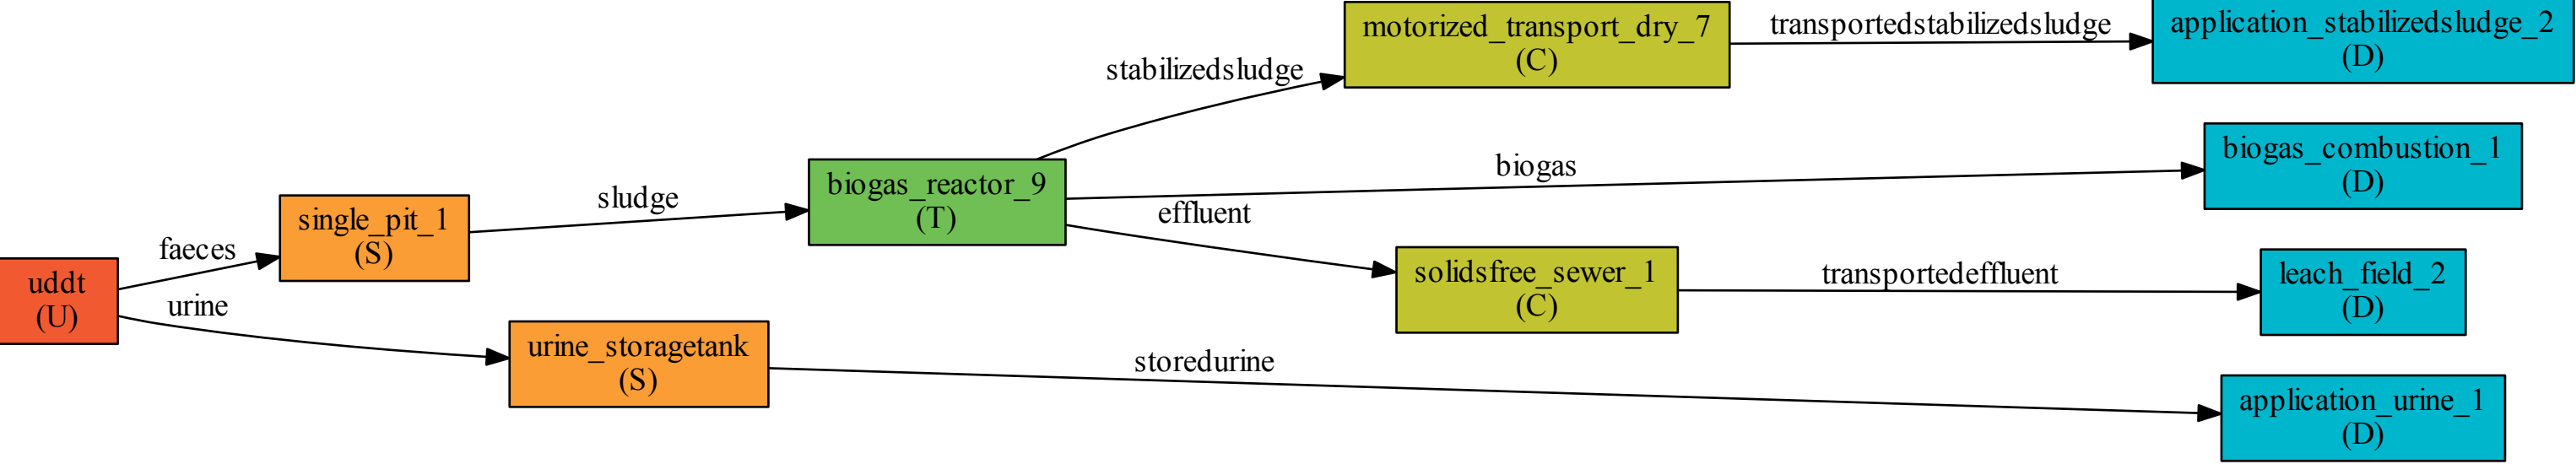 uddt
(U)
faeces
urine
single_pit_1
(S)
urine_storagetank
(S)
sludge
storedurine
biogas_reactor_9
(T)
stabilizedsludge
biogas
effluent
motorized_transport_dry_7
(C)
solidsfree_sewer_1
(C)
transportedstabilizedsludge
transportedeffluent
application_stabilizedsludge_2
(D)
biogas_combustion_1
(D)
leach_field_2
(D)
application_urine_1
(D)